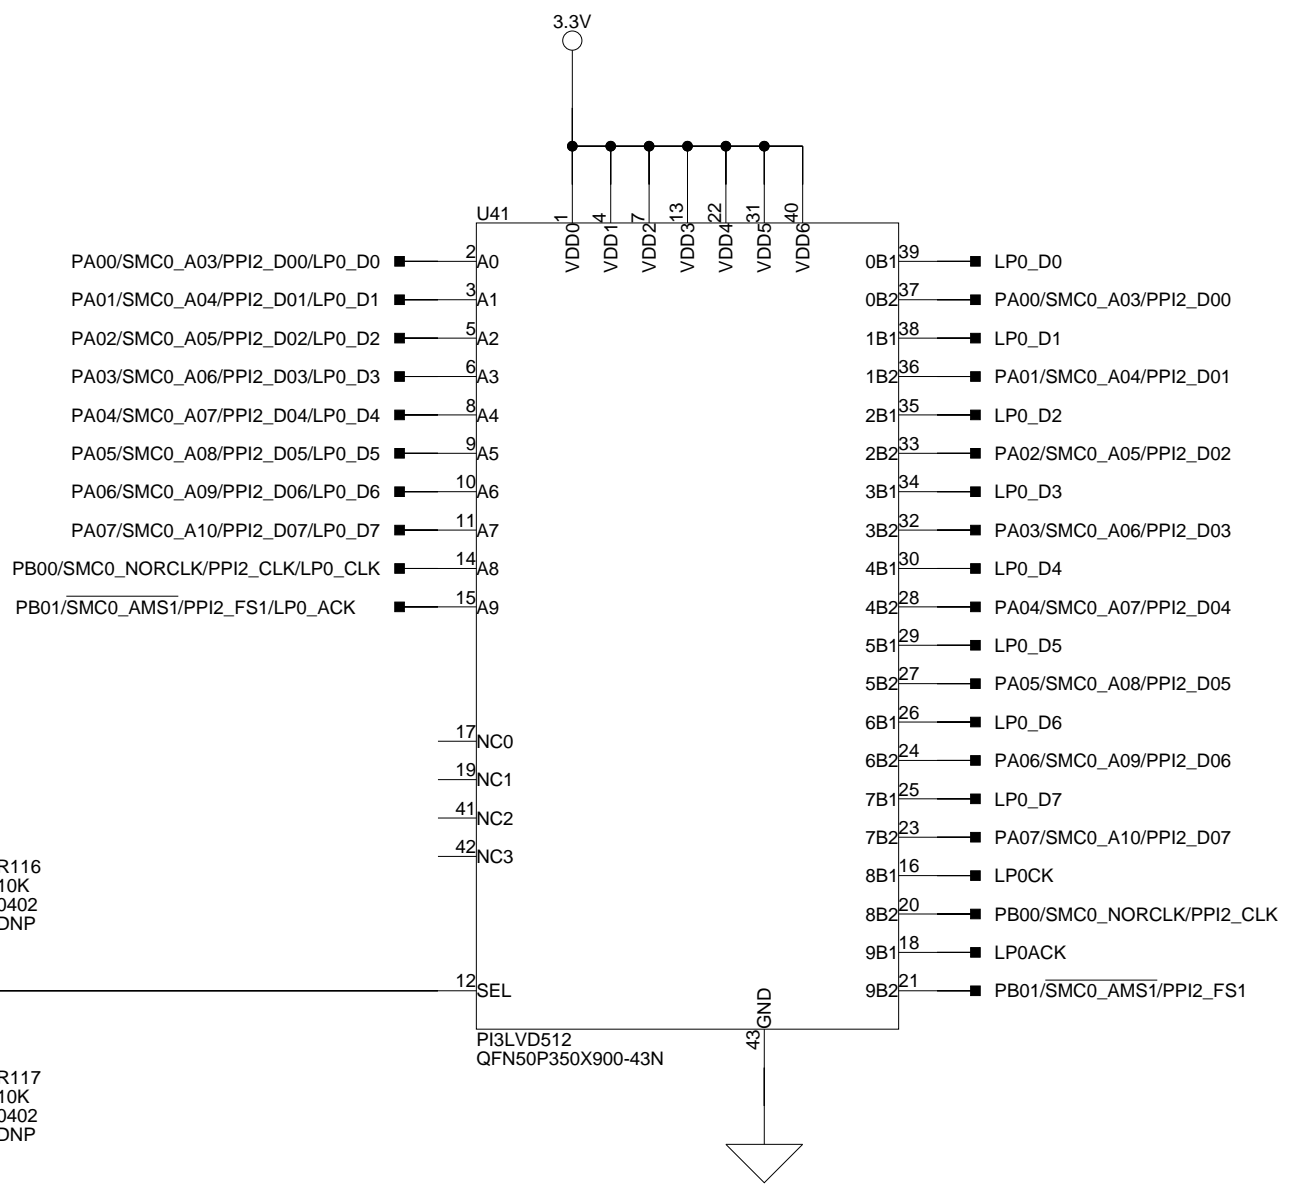 3.3V
U41
1 4 7 13 22 31 40
VDD0 VDD1 VDD2 VDD3 VDD4 VDD5 VDD6
PA00/SMC0_A03/PPI2_D00/LP0_D0 2 A0 0B1 39 LP0_D0
PA01/SMC0_A04/PPI2_D01/LP0_D1 3 A1 0B2 37 PA00/SMC0_A03/PPI2_D00
PA02/SMC0_A05/PPI2_D02/LP0_D2 5 A2 1B1 38 LP0_D1
PA03/SMC0_A06/PPI2_D03/LP0_D3 6 A3 1B2 36 PA01/SMC0_A04/PPI2_D01
PA04/SMC0_A07/PPI2_D04/LP0_D4 8 A4 2B1 35 LP0_D2
PA05/SMC0_A08/PPI2_D05/LP0_D5 9 A5 2B2 33 PA02/SMC0_A05/PPI2_D02
PA06/SMC0_A09/PPI2_D06/LP0_D6 10 A6 3B1 34 LP0_D3
PA07/SMC0_A10/PPI2_D07/LP0_D7 11 A7 3B2 32 PA03/SMC0_A06/PPI2_D03
PB00/SMC0_NORCLK/PPI2_CLK/LP0_CLK 14 A8 4B1 30 LP0_D4
PB01/SMC0_AMS1/PPI2_FS1/LP0_ACK 15 A9 4B2 28 PA04/SMC0_A07/PPI2_D04
5B1 29 LP0_D5
5B2 27 PA05/SMC0_A08/PPI2_D05
6B1 26 LP0_D6
17 NC0
6B2 24 PA06/SMC0_A09/PPI2_D06
19 NC1
7B1 25 LP0_D7
41 NC2
7B2 23 PA07/SMC0_A10/PPI2_D07
42 NC3
8B1 16 LP0CK
8B2 20 PB00/SMC0_NORCLK/PPI2_CLK
9B1 18 LP0ACK
R116
10K
0402
DNP
12 SEL 9B2 21 PB01/SMC0_AMS1/PPI2_FS1
GND
43
PI3LVD512
QFN50P350X900-43N
R117
10K
0402
DNP